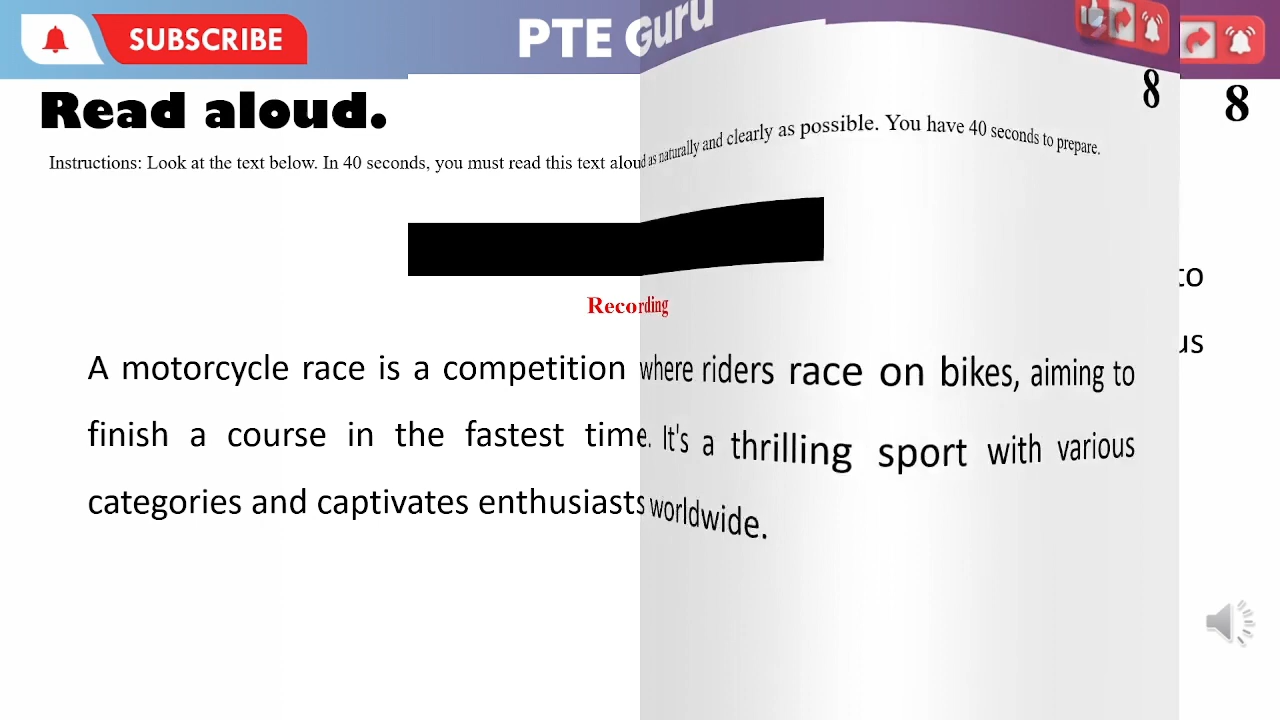 SUBSCRIBE
PTE Guru
8
8
Read aloud.
Instructions: Look at the text below. In 40 seconds, you must read this text aloud as naturally and clearly as possible. You have 40 seconds to prepare.
Recording
to
us
A motorcycle race is a competition where riders race on bikes, aiming to
finish a course in the fastest time. It's a thrilling sport with various
categories and captivates enthusiasts worldwide.